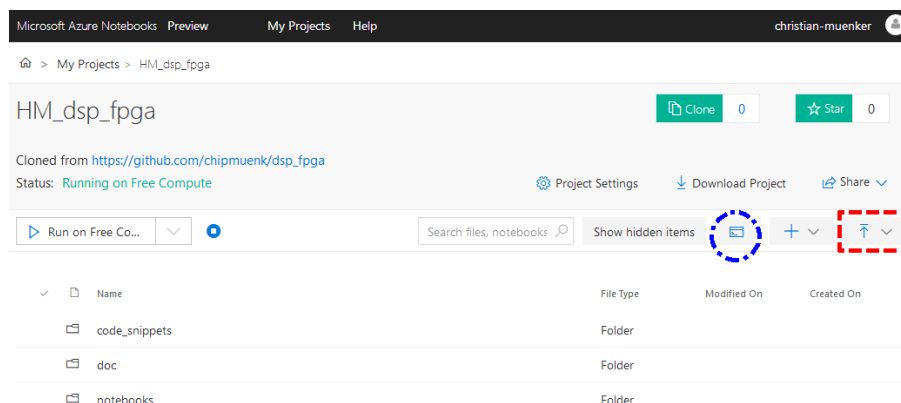 Microsoft Azure Notebooks Preview My Projects Help christian-muenker
> My Projects > HM_dsp_fpga
HM_dsp_fpga Clone 0 Star 0
Cloned from https://github.com/chipmuenk/dsp_fpga
Status: Running on Free Compute Project Settings Download Project Share
Run on Free Co... Search files, notebooks Show hidden items
Name File Type Modified On Created On
code_snippets Folder
doc Folder
notebooks Folder